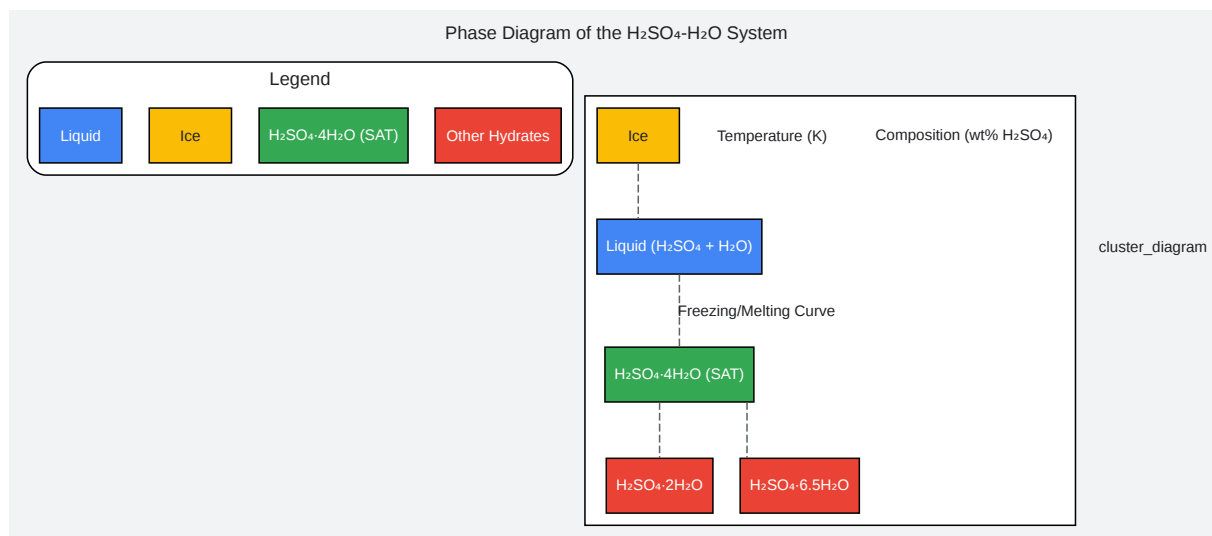 Phase Diagram of the H₂SO₄-H₂O System
Legend
Liquid
Ice
H₂SO₄·4H₂O (SAT)
Other Hydrates
Ice
Temperature (K)
Composition (wt% H₂SO₄)
Liquid (H₂SO₄ + H₂O)
cluster_diagram
Freezing/Melting Curve
H₂SO₄·4H₂O (SAT)
H₂SO₄·2H₂O
H₂SO₄·6.5H₂O